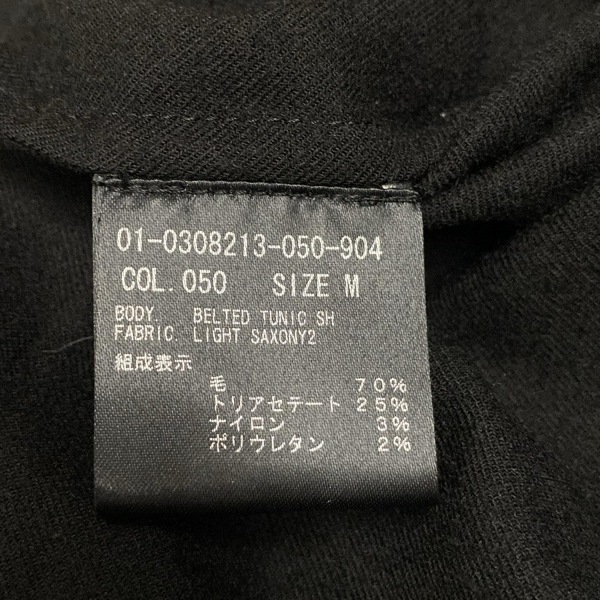 01-0308213-050-904
COL.050 SIZE M
BODY. BELTED TUNIC SH
FABRIC. LIGHT SAXONY2
組成表示
毛 70%
トリアセテート 25%
ナイロン 3%
ポリウレタン 2%